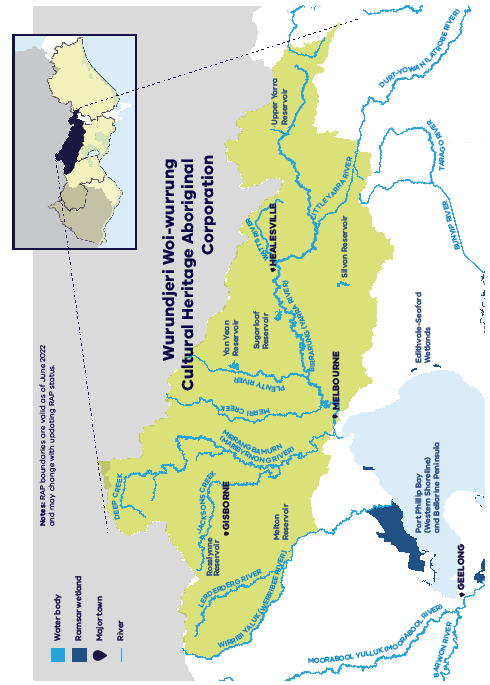 Wurundjeri Woi-wurrung
Cultural Heritage Aboriginal
Corporation
Notes: RAP boundaries are valid as of June 2022
and may change with updating RAP status.
Water body
Ramsar wetland
Major town
River
DEEP CREEK
JACKSONS CREEK
GISBORNE
Rosslynne
Reservoir
LERDERDERG RIVER
WIRRIBI YALUK (WERRIBEE RIVER)
Melton
Reservoir
MIRRANGBAMURN
(MARIBYRNONG RIVER)
MERRI CREEK
PLENTY RIVER
Yan Yean
Reservoir
Sugarloaf
Reservoir
BIRRARUNG (YARRA RIVER)
WATTS RIVER
HEALESVILLE
Upper Yarra
Reservoir
LITTLE YARRA RIVER
Silvan Reservoir
MELBOURNE
DURT-YOWAN (LATROBE RIVER)
TARAGO RIVER
BUNYIP RIVER
Edithvale-Seaford
Wetlands
Port Phillip Bay
(Western Shoreline)
and Bellarine Peninsula
GEELONG
MOORABOOL YULLUK (MOORABOOL RIVER)
BARWON RIVER